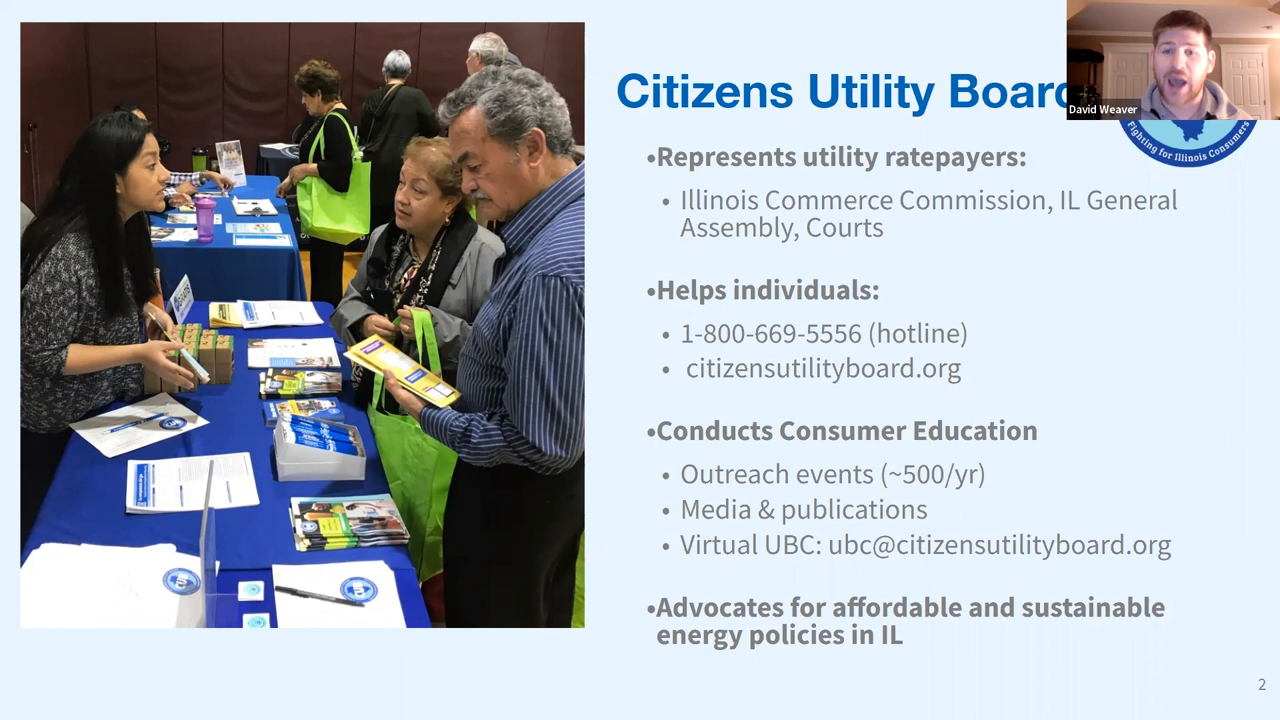 Citizens Utility Board
David Weaver
Fighting for Illinois Consumers
•Represents utility ratepayers:
• Illinois Commerce Commission, IL General
Assembly, Courts
•Helps individuals:
• 1-800-669-5556 (hotline)
• citizensutilityboard.org
•Conducts Consumer Education
• Outreach events (~500/yr)
• Media & publications
• Virtual UBC: ubc@citizensutilityboard.org
•Advocates for affordable and sustainable
energy policies in IL
2